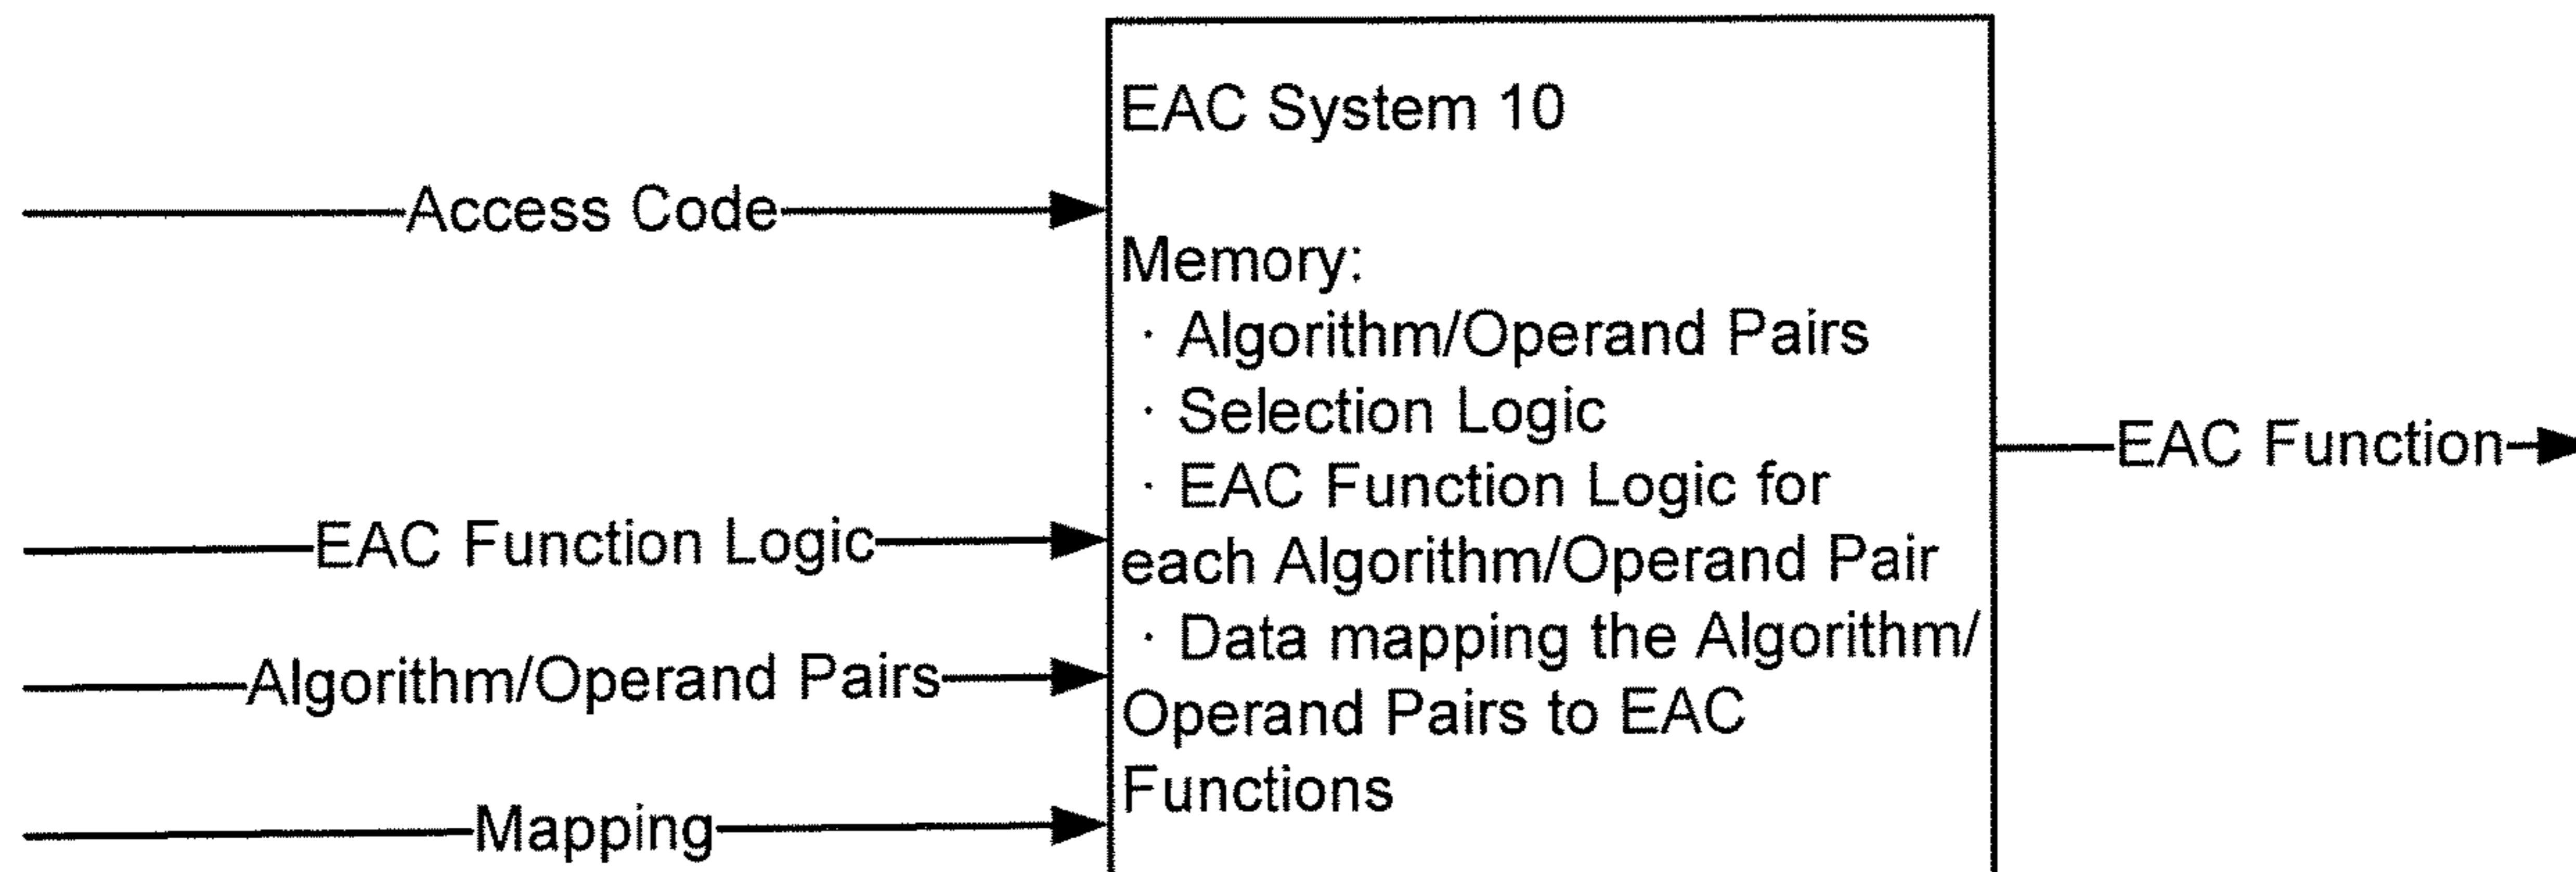 EAC System 10
Access Code
Memory:
· Algorithm/Operand Pairs
· Selection Logic
· EAC Function Logic for
each Algorithm/Operand Pair
· Data mapping the Algorithm/
Operand Pairs to EAC
Functions
EAC Function Logic
Algorithm/Operand Pairs
Mapping
EAC Function